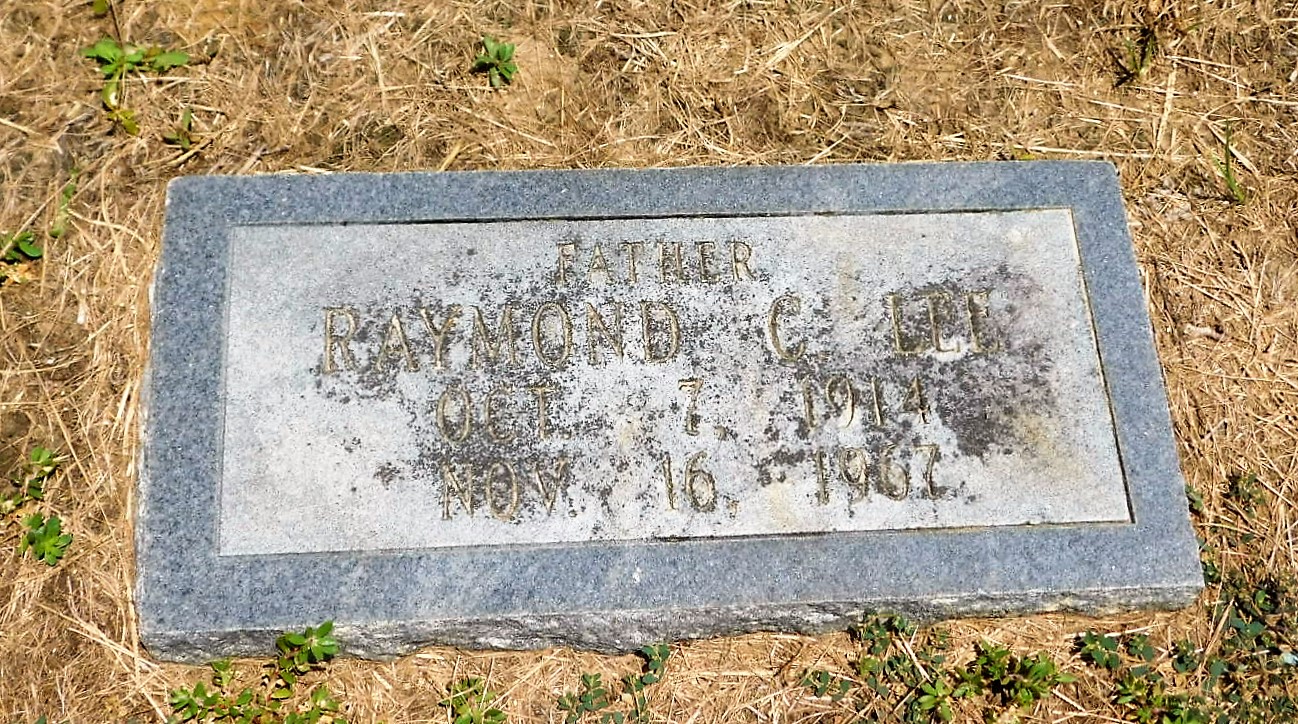 FATHER
RAYMOND C. LEE
OCT. 7, 1914
NOV. 16, 1967